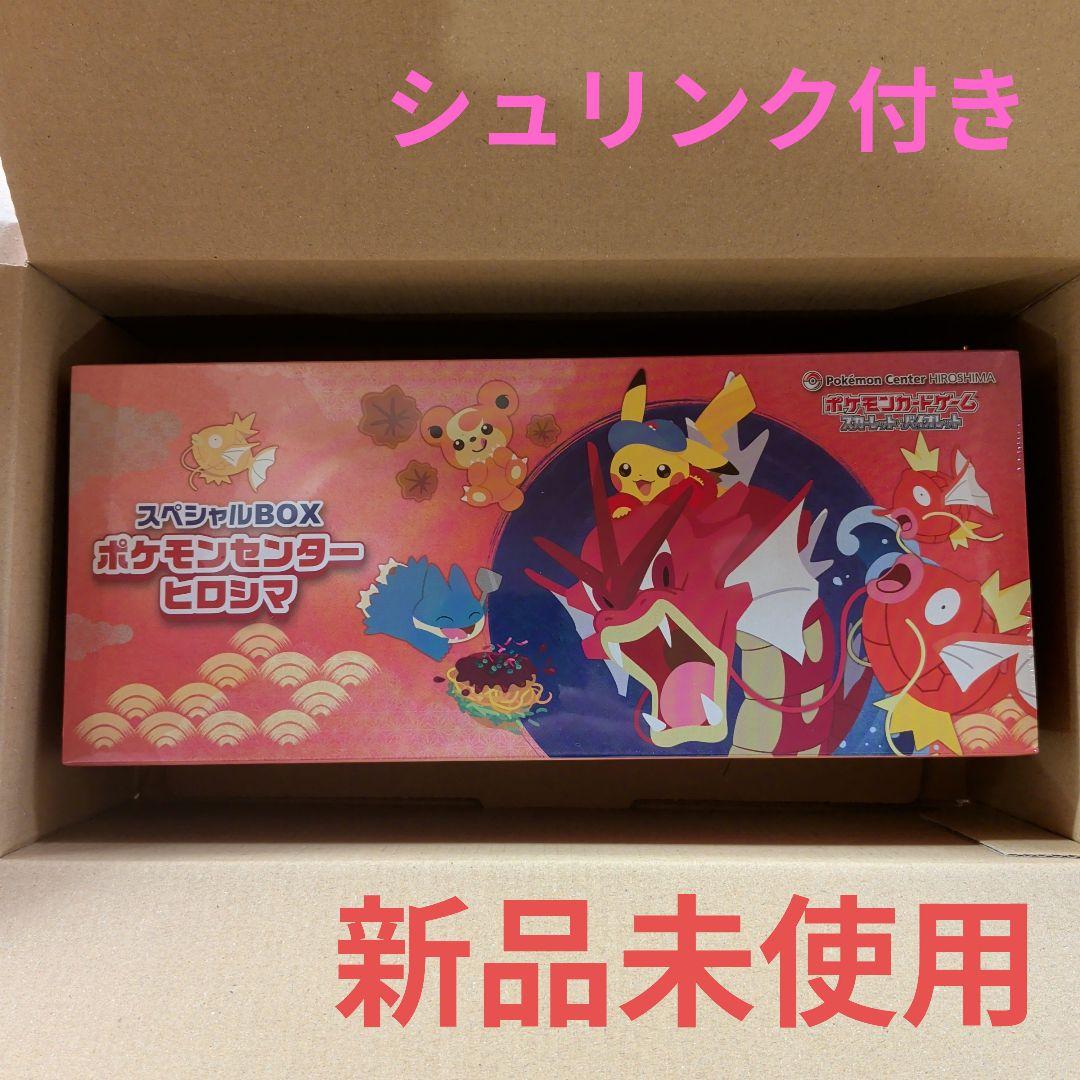 シュリンク付き
Pokémon Center HIROSHIMA
ポケモンカードゲーム
スカーレット&バイオレット
スペシャルBOX
ポケモンセンター
ヒロシマ
新品未使用